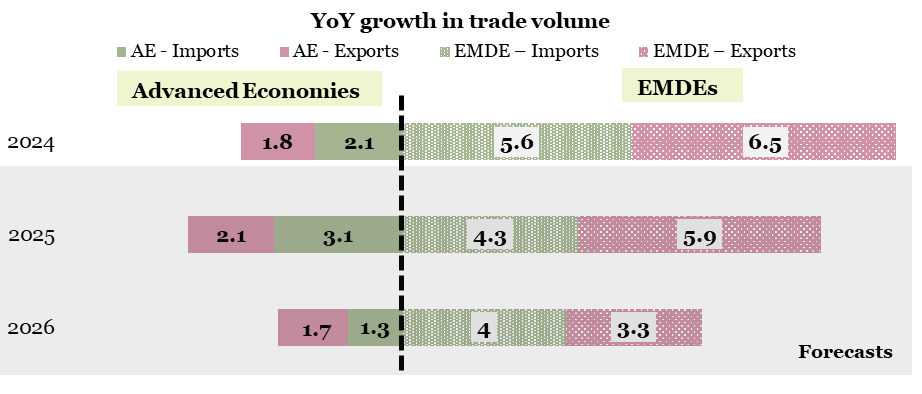 YoY growth in trade volume
AE - Imports AE - Exports EMDE – Imports EMDE – Exports
Advanced Economies EMDEs
2024 1.8 2.1 5.6 6.5
2025 2.1 3.1 4.3 5.9
2026 1.7 1.3 4 3.3
Forecasts